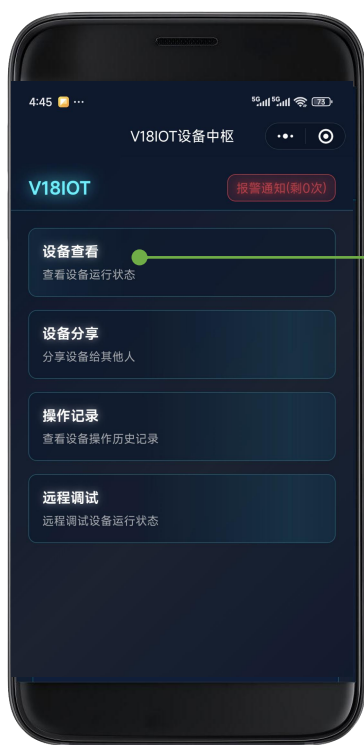 4:45 ... 5G 5G 73
V18IOT设备中枢
V18IOT 报警通知(剩0次)
设备查看
查看设备运行状态
设备分享
分享设备给其他人
操作记录
查看设备操作历史记录
远程调试
远程调试设备运行状态